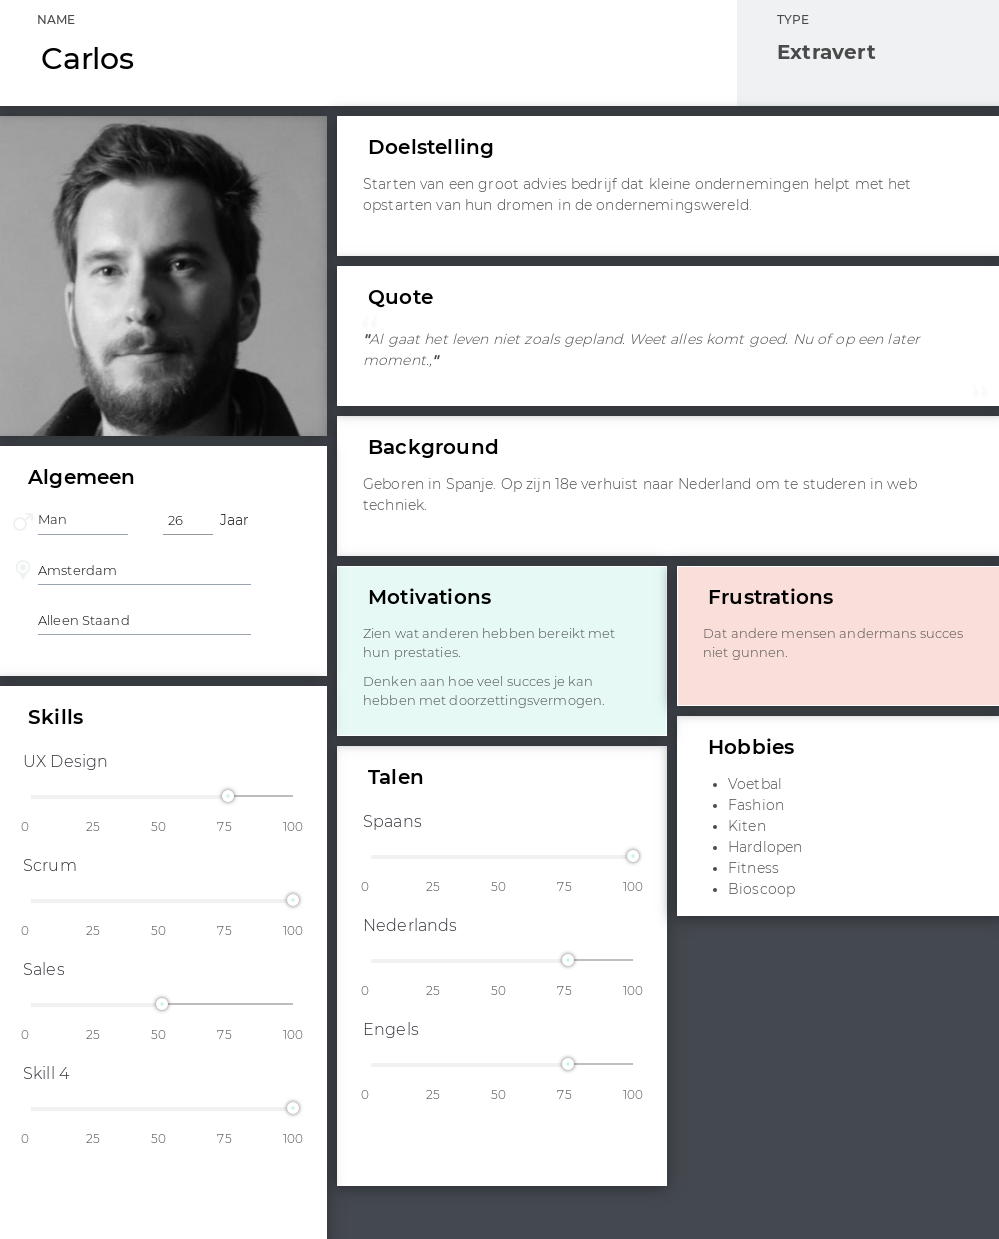 NAME
Carlos
TYPE
Extravert
Doelstelling
Starten van een groot advies bedrijf dat kleine ondernemingen helpt met het
opstarten van hun dromen in de ondernemingswereld.
Quote
"Al gaat het leven niet zoals gepland. Weet alles komt goed. Nu of op een later
moment.,"
Background
Geboren in Spanje. Op zijn 18e verhuist naar Nederland om te studeren in web
techniek.
Algemeen
Man 26 Jaar
Amsterdam
Alleen Staand
Skills
UX Design
0 25 50 75 100
Scrum
0 25 50 75 100
Sales
0 25 50 75 100
Skill 4
0 25 50 75 100
Motivations
Zien wat anderen hebben bereikt met
hun prestaties.
Denken aan hoe veel succes je kan
hebben met doorzettingsvermogen.
Talen
Spaans
0 25 50 75 100
Nederlands
0 25 50 75 100
Engels
0 25 50 75 100
Frustrations
Dat andere mensen andermans succes
niet gunnen.
Hobbies
• Voetbal
• Fashion
• Kiten
• Hardlopen
• Fitness
• Bioscoop